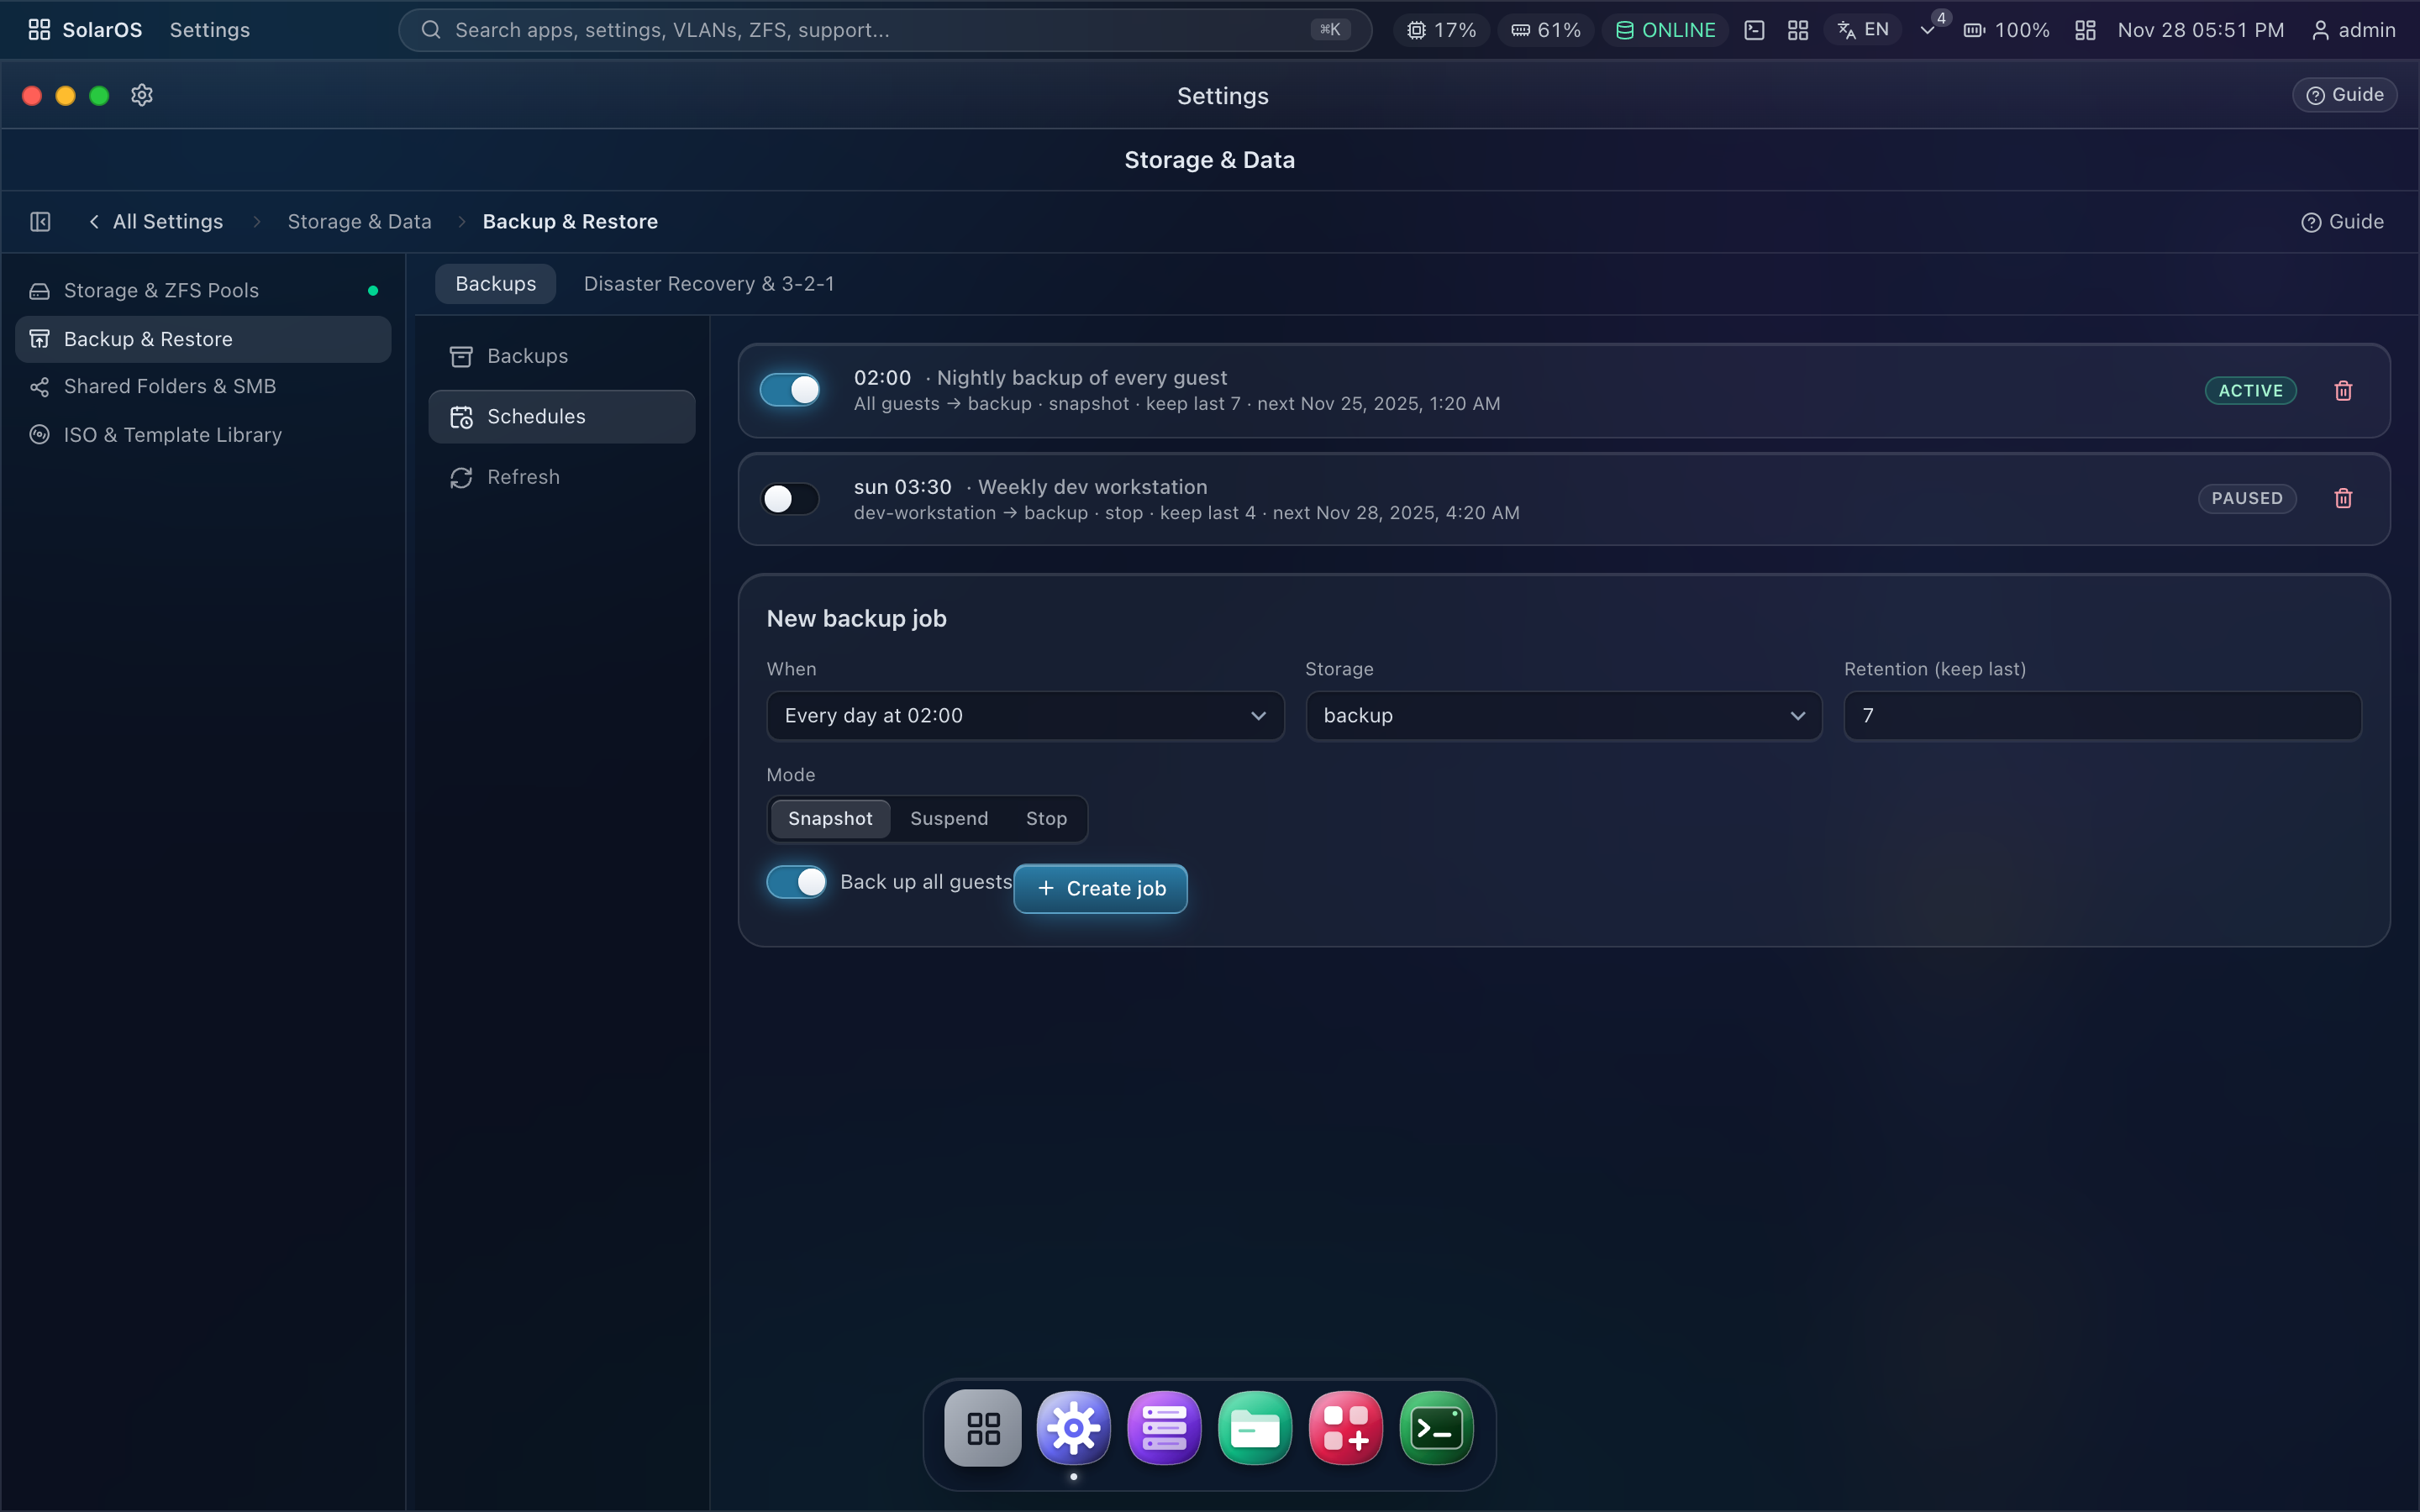 SolarOS Settings Search apps, settings, VLANs, ZFS, support... ⌘K 17% 61% ONLINE EN 4 100% Nov 28 05:51 PM admin
Settings Guide
Storage & Data
All Settings Storage & Data Backup & Restore Guide
Storage & ZFS Pools
Backup & Restore
Shared Folders & SMB
ISO & Template Library
Backups Disaster Recovery & 3-2-1
Backups
Schedules
Refresh
02:00 · Nightly backup of every guest
All guests → backup · snapshot · keep last 7 · next Nov 25, 2025, 1:20 AM
ACTIVE
sun 03:30 · Weekly dev workstation
dev-workstation → backup · stop · keep last 4 · next Nov 28, 2025, 4:20 AM
PAUSED
New backup job
When Storage Retention (keep last)
Every day at 02:00 backup 7
Mode
Snapshot Suspend Stop
Back up all guests + Create job